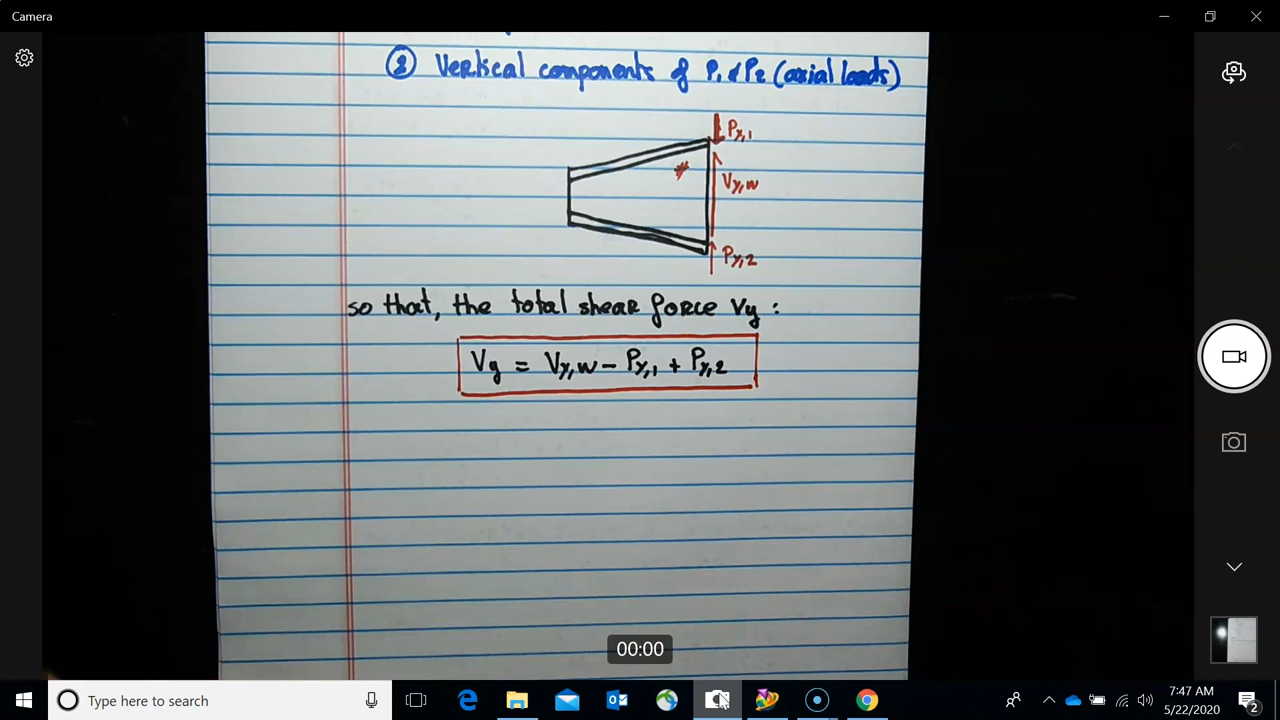 Camera
② Vertical components of P1 & P2 (axial loads)
Py,1
Vy,w
Py,2
so that, the total shear force Vy :
Vy = Vy,w - Py,1 + Py,2
00:00
Type here to search
7:47 AM
5/22/2020
2